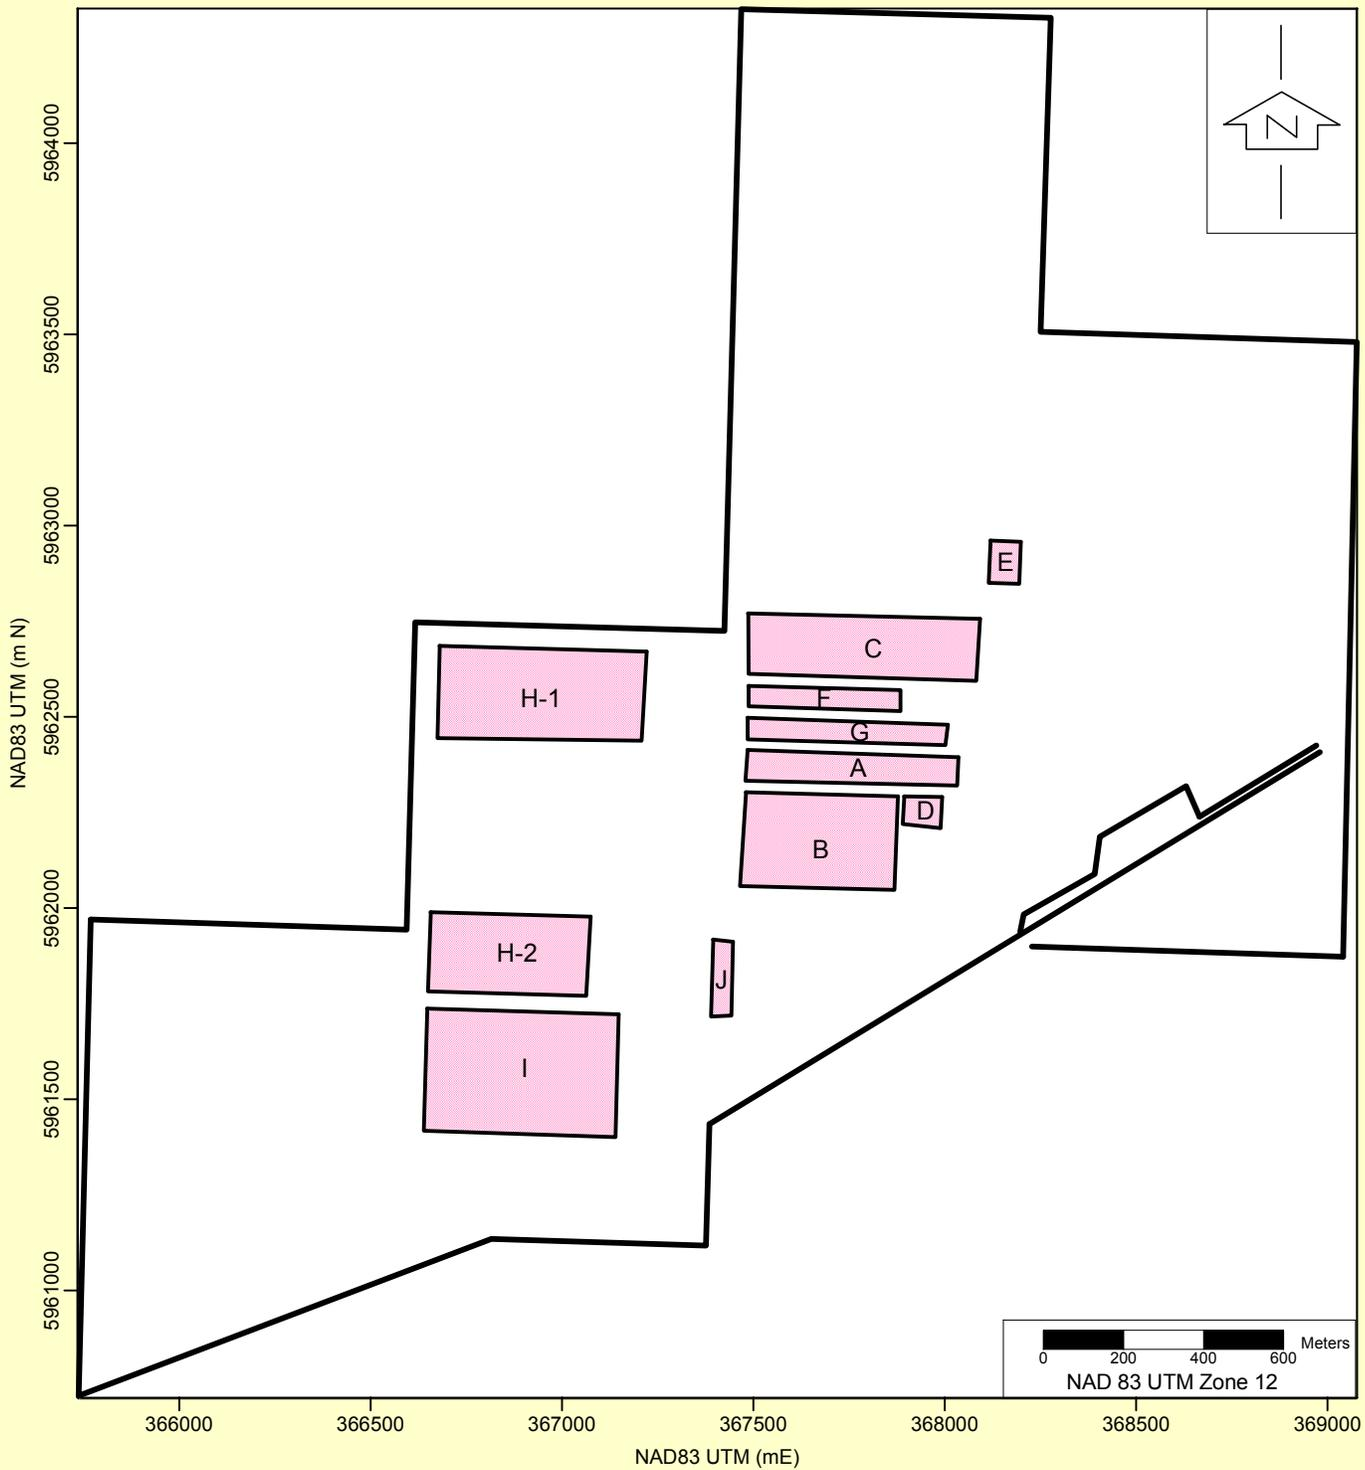 N
5964000
5963500
5963000
5962500
5962000
5961500
5961000
NAD83 UTM (m N)
E
C
H-1
F
G
A
D
B
H-2
J
I
Meters
0 200 400 600
NAD 83 UTM Zone 12
366000 366500 367000 367500 368000 368500 369000
NAD83 UTM (mE)